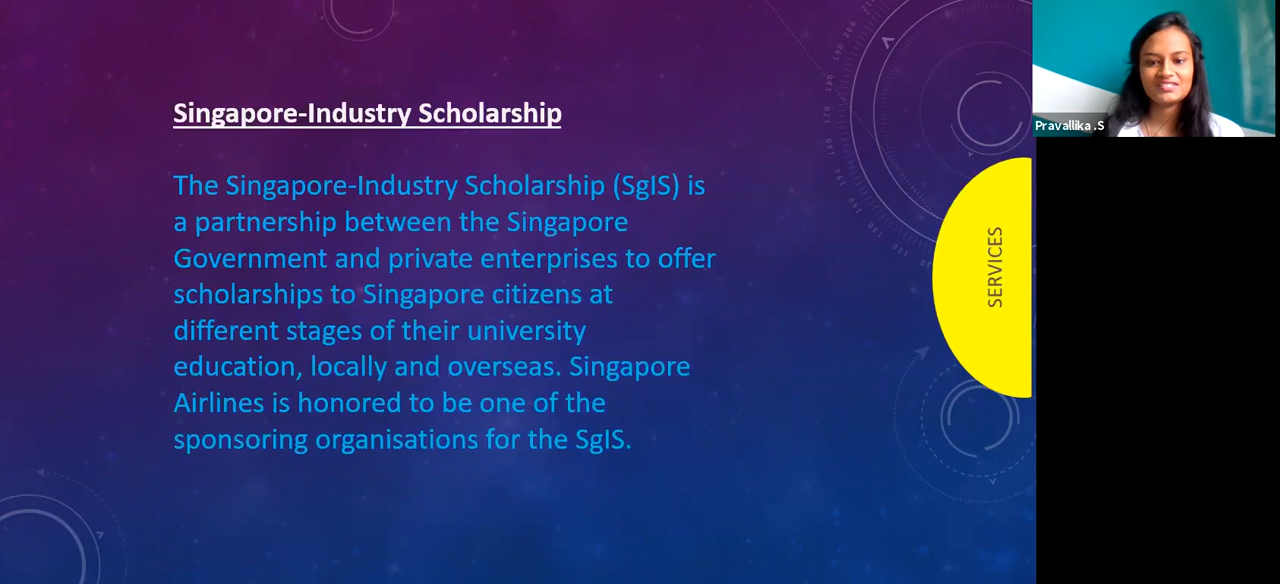 Singapore-Industry Scholarship
The Singapore-Industry Scholarship (SgIS) is
a partnership between the Singapore
Government and private enterprises to offer
scholarships to Singapore citizens at
different stages of their university
education, locally and overseas. Singapore
Airlines is honored to be one of the
sponsoring organisations for the SgIS.
SERVICES
Pravallika .S